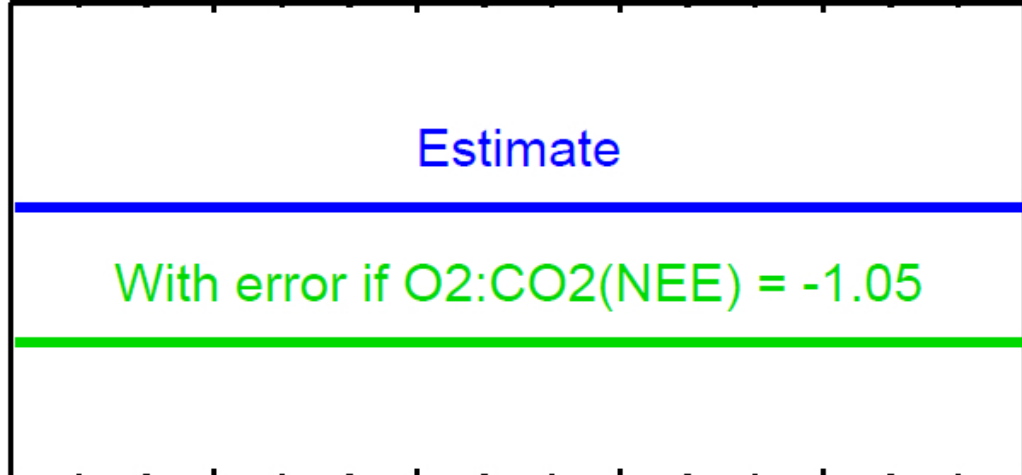 Estimate
With error if O2:CO2(NEE) = -1.05